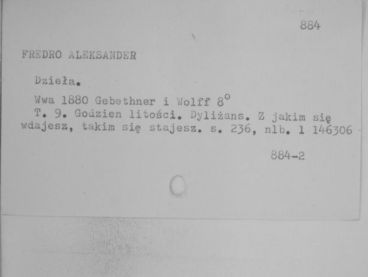 884
FREDRO ALEKSANDER
Dzieła.
Wwa 1880 Gebethner i Wolff 8°
T. 9. Godzien litości. Dyliżans. Z jakim się
wdajesz, takim się stajesz. s. 236, nlb. 1 146306
884-2